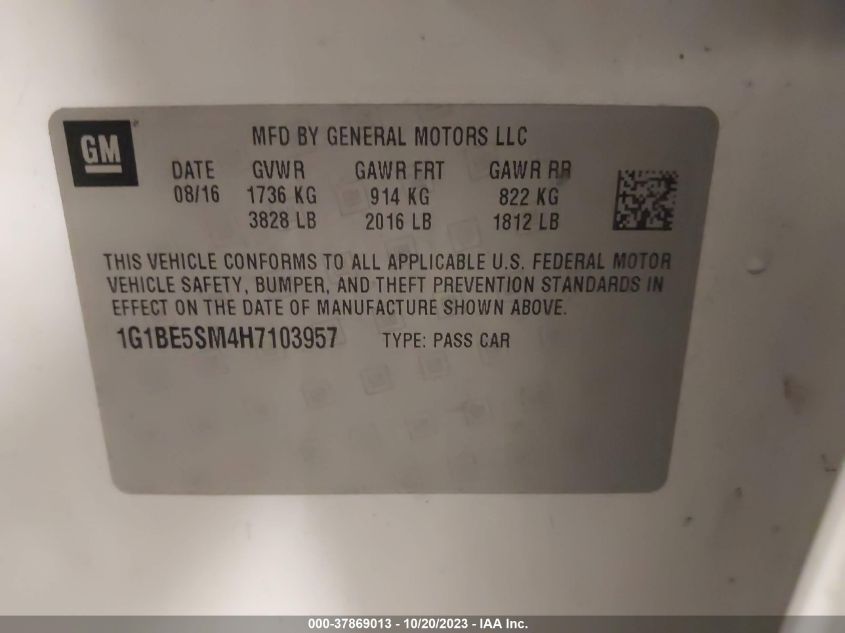 GM
MFD BY GENERAL MOTORS LLC
DATE GVWR GAWR FRT GAWR RR
08/16 1736 KG 914 KG 822 KG
3828 LB 2016 LB 1812 LB
THIS VEHICLE CONFORMS TO ALL APPLICABLE U.S. FEDERAL MOTOR
VEHICLE SAFETY, BUMPER, AND THEFT PREVENTION STANDARDS IN
EFFECT ON THE DATE OF MANUFACTURE SHOWN ABOVE.
1G1BE5SM4H7103957 TYPE: PASS CAR
000-37869013 - 10/20/2023 - IAA Inc.